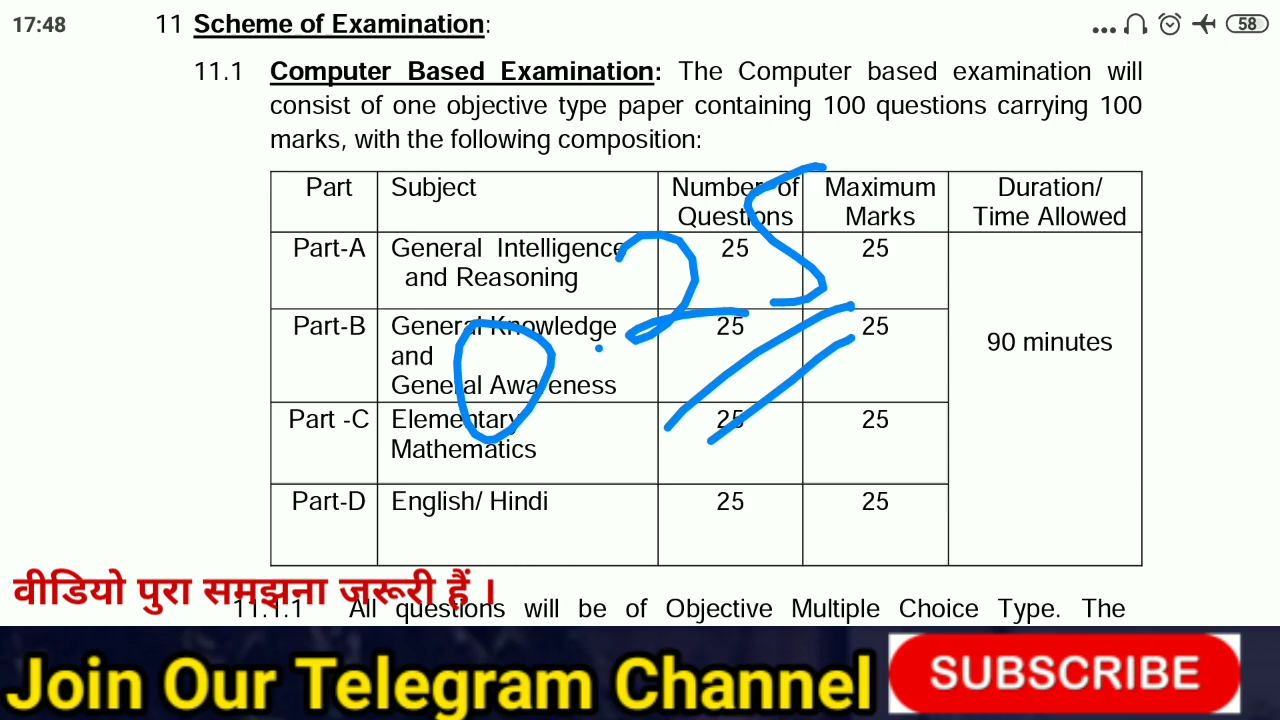 17:48
58
11 Scheme of Examination:
11.1 Computer Based Examination: The Computer based examination will
consist of one objective type paper containing 100 questions carrying 100
marks, with the following composition:
Part Subject Number of Questions Maximum Marks Duration/ Time Allowed
Part-A General Intelligence and Reasoning 25 25
Part-B General Knowledge and General Awareness 25 25
90 minutes
Part -C Elementary Mathematics 25 25
Part-D English/ Hindi 25 25
0.25
वीडियो पुरा समझना ज़रूरी हैं ।
11.1.1 All questions will be of Objective Multiple Choice Type. The
Join Our Telegram Channel
SUBSCRIBE